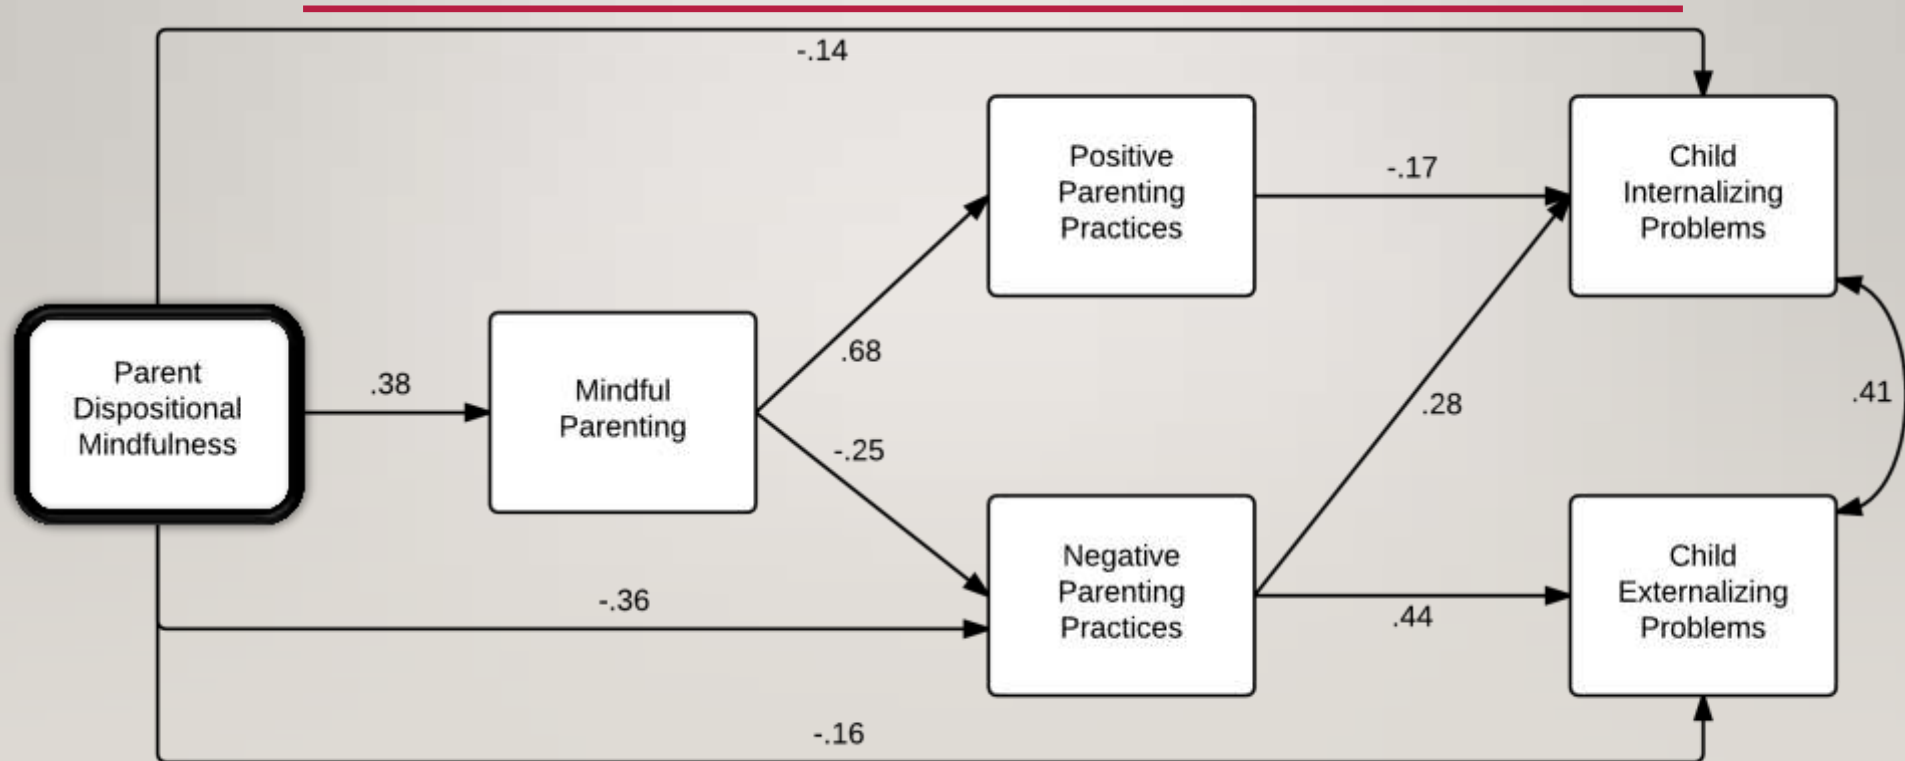 -.14
Positive
Parenting
Practices
-.17
Child
Internalizing
Problems
Parent
Dispositional
Mindfulness
.38
Mindful
Parenting
.68
-.25
.28
.41
-.36
Negative
Parenting
Practices
.44
Child
Externalizing
Problems
-.16